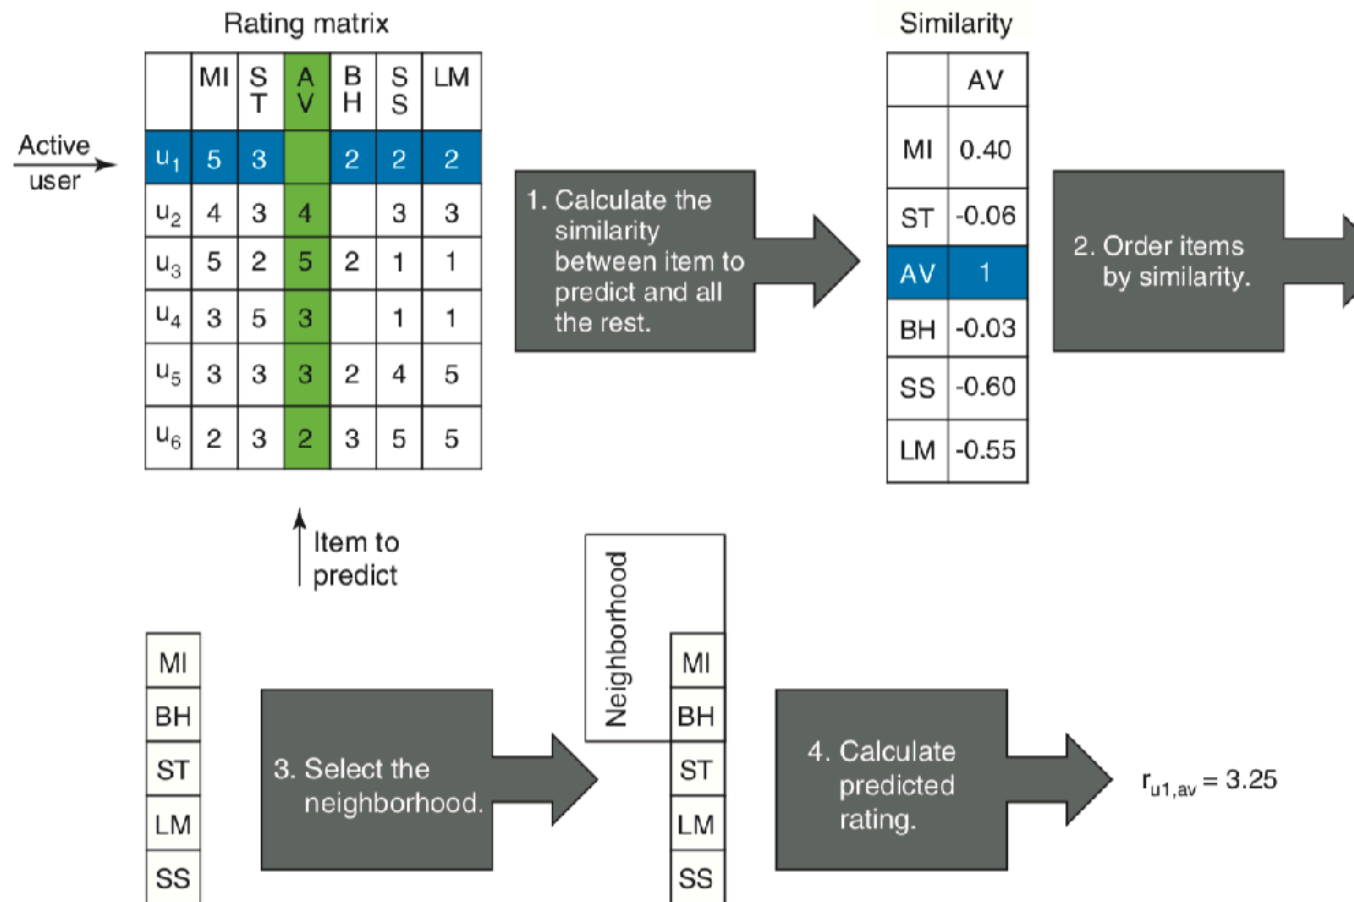 Rating matrix
MI S T A V B H S S LM
Active user
u1 5 3 2 2 2
u2 4 3 4 3 3
u3 5 2 5 2 1 1
u4 3 5 3 1 1
u5 3 3 3 2 4 5
u6 2 3 2 3 5 5
Item to
predict
1. Calculate the
similarity
between item to
predict and all
the rest.
Similarity
AV
MI 0.40
ST -0.06
AV 1
BH -0.03
SS -0.60
LM -0.55
2. Order items
by similarity.
MI
BH
ST
LM
SS
3. Select the
neighborhood.
Neighborhood
MI
BH
ST
LM
SS
4. Calculate
predicted
rating.
ru1,av = 3.25